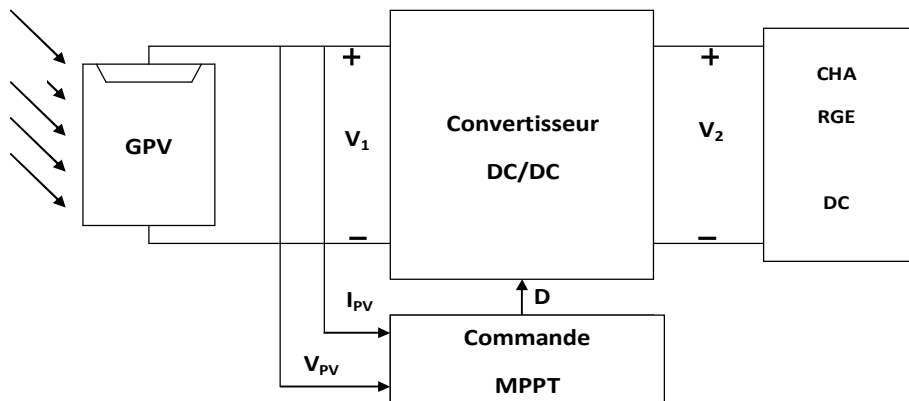 GPV
+
V1
−
Convertisseur
DC/DC
+
V2
−
CHA
RGE
DC
IPV
VPV
D
Commande
MPPT